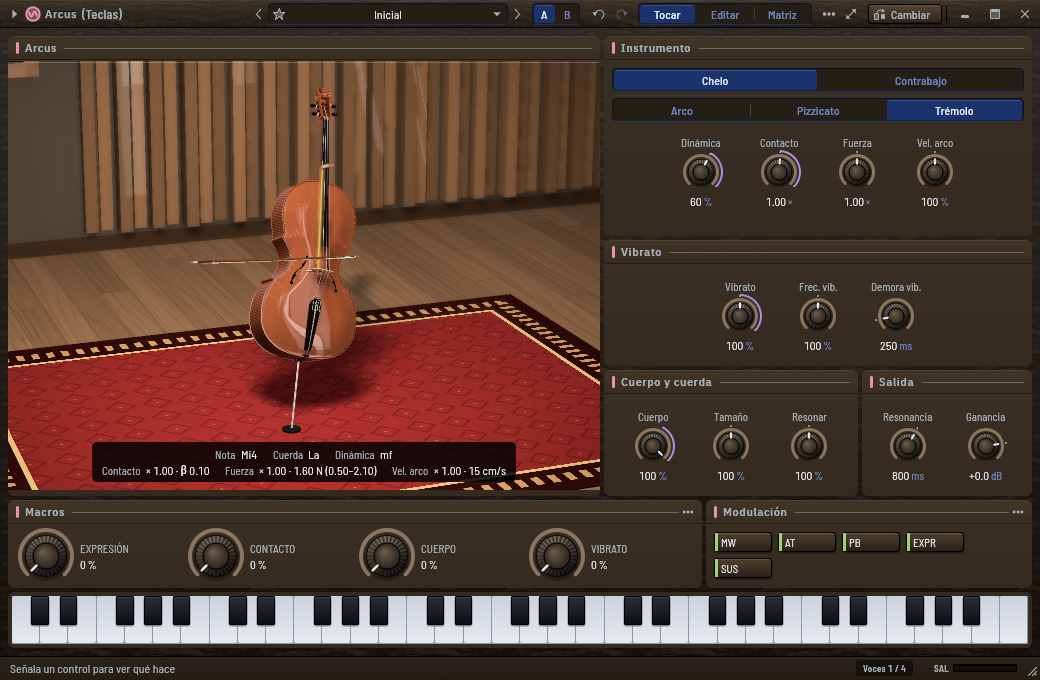 Arcus (Teclas)
Inicial
A B
Tocar Editar Matriz
Cambiar
Arcus
Nota Mi4 Cuerda La Dinámica mf
Contacto × 1.00 · β 0.10 Fuerza × 1.00 · 1.60 N (0.50–2.10) Vel. arco × 1.00 · 15 cm/s
Instrumento
Chelo Contrabajo
Arco Pizzicato Trémolo
Dinámica Contacto Fuerza Vel. arco
60 % 1.00 × 1.00 × 100 %
Vibrato
Vibrato Frec. vib. Demora vib.
100 % 100 % 250 ms
Cuerpo y cuerda
Cuerpo Tamaño Resonar
100 % 100 % 100 %
Salida
Resonancia Ganancia
800 ms +0.0 dB
Macros
EXPRESIÓN
0 %
CONTACTO
0 %
CUERPO
0 %
VIBRATO
0 %
Modulación
MW AT PB EXPR
SUS
Señala un control para ver qué hace
Voces 1 / 4 SAL